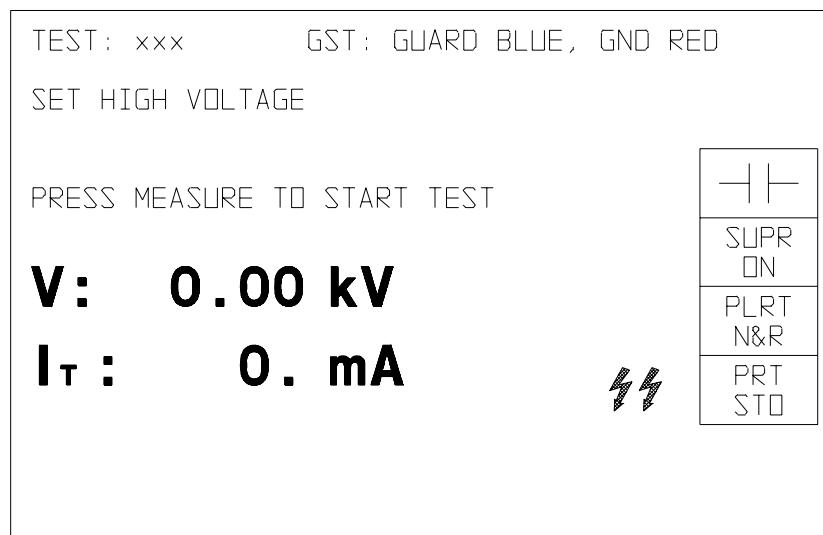 TEST: xxx GST: GUARD BLUE, GND RED
SET HIGH VOLTAGE
PRESS MEASURE TO START TEST
V: 0.00 kV
IT: 0. mA
SUPR
ON
PLRT
N&R
PRT
STO